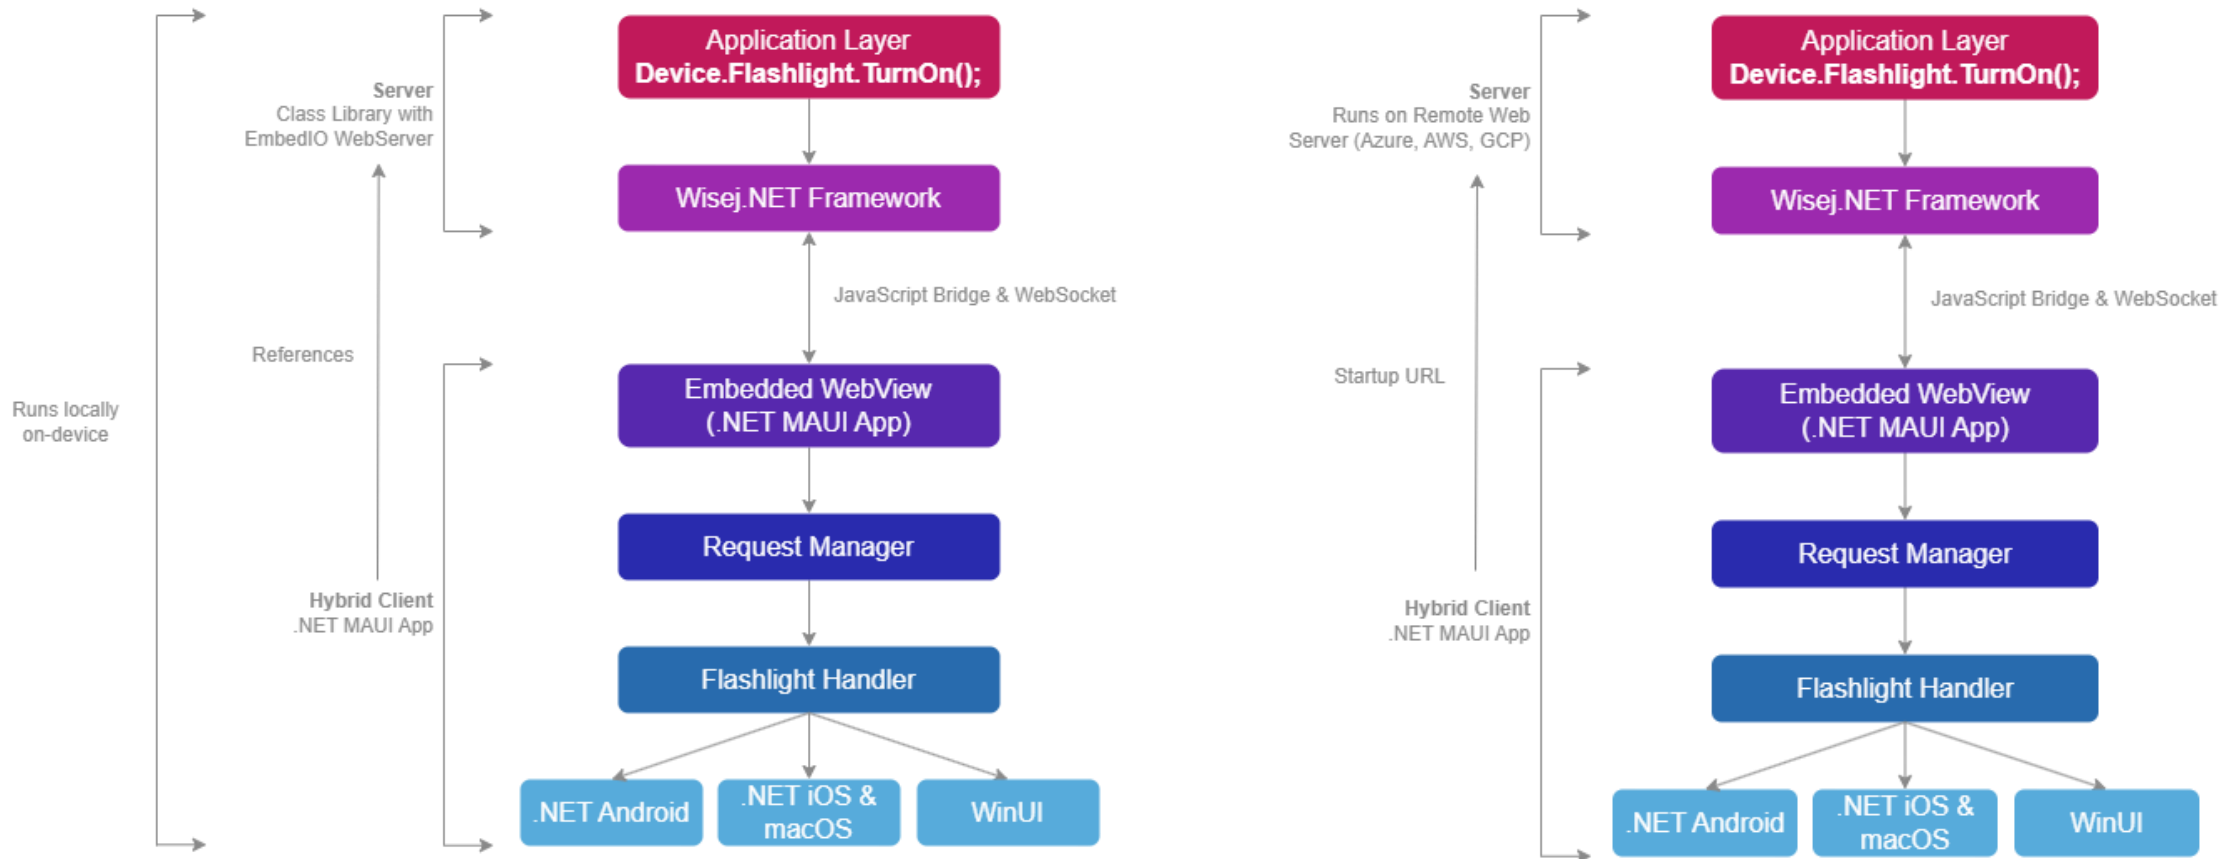 Application Layer
Device.Flashlight.TurnOn();
Server
Class Library with
EmbedIO WebServer
Wisej.NET Framework
JavaScript Bridge & WebSocket
References
Embedded WebView
(.NET MAUI App)
Runs locally
on-device
Request Manager
Hybrid Client
.NET MAUI App
Flashlight Handler
.NET Android
.NET iOS &
macOS
WinUI
Application Layer
Device.Flashlight.TurnOn();
Server
Runs on Remote Web
Server (Azure, AWS, GCP)
Wisej.NET Framework
JavaScript Bridge & WebSocket
Startup URL
Embedded WebView
(.NET MAUI App)
Request Manager
Hybrid Client
.NET MAUI App
Flashlight Handler
.NET Android
.NET iOS &
macOS
WinUI